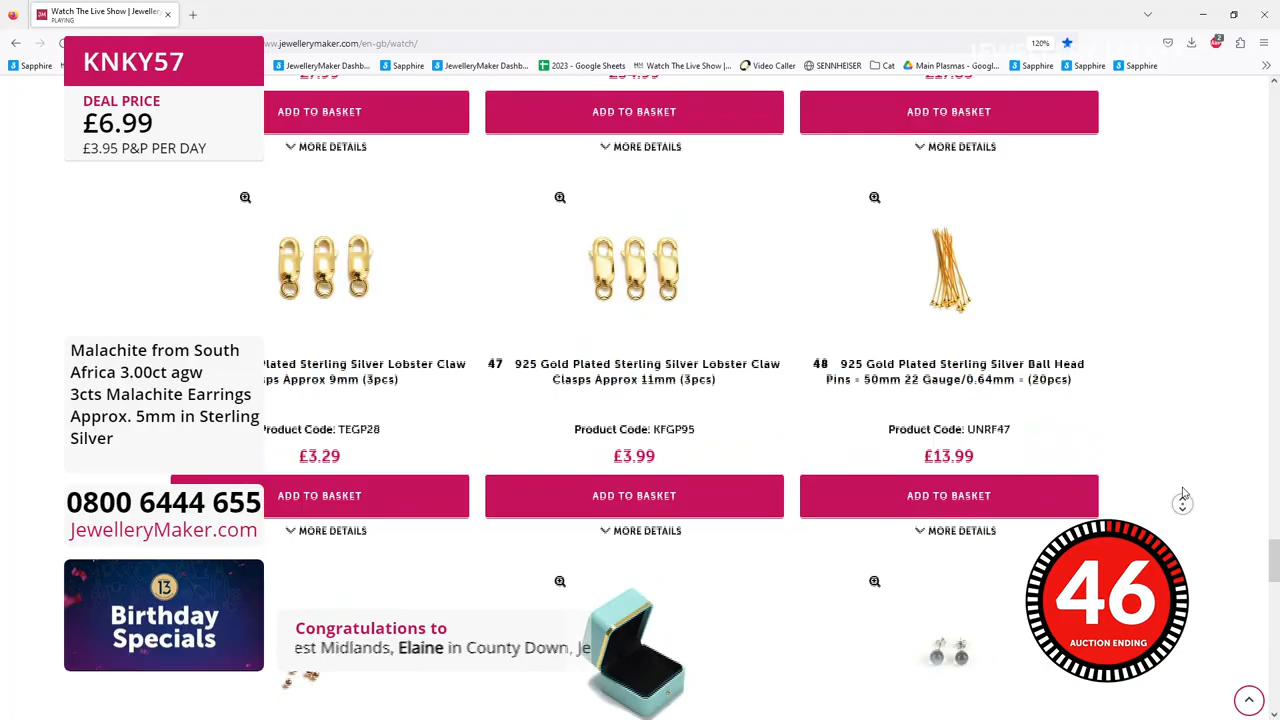 Watch The Live Show | Jewellery
PLAYING
w.jewellerymaker.com/en-gb/watch/
120%
2
Sapphire
JewelleryMaker Dashb...
Sapphire
JewelleryMaker Dashb...
2023 - Google Sheets
Watch The Live Show |...
Video Caller
SENNHEISER
Cat
Main Plasmas - Googl...
Sapphire
Sapphire
Sapphire
KNKY57
DEAL PRICE
£6.99
£3.95 P&P PER DAY
ADD TO BASKET
ADD TO BASKET
ADD TO BASKET
MORE DETAILS
MORE DETAILS
MORE DETAILS
Malachite from South
Africa 3.00ct agw
3cts Malachite Earrings
Approx. 5mm in Sterling
Silver
Plated Sterling Silver Lobster Claw
sps Approx 9mm (3pcs)
47 925 Gold Plated Sterling Silver Lobster Claw
Clasps Approx 11mm (3pcs)
48 925 Gold Plated Sterling Silver Ball Head
Pins - 50mm 22 Gauge/0.64mm - (20pcs)
Product Code: TEGP28
Product Code: KFGP95
Product Code: UNRF47
£3.29
£3.99
£13.99
ADD TO BASKET
ADD TO BASKET
ADD TO BASKET
MORE DETAILS
MORE DETAILS
MORE DETAILS
0800 6444 655
JewelleryMaker.com
13
Birthday
Specials
Congratulations to
est Midlands, Elaine in County Down, Je
46
AUCTION ENDING